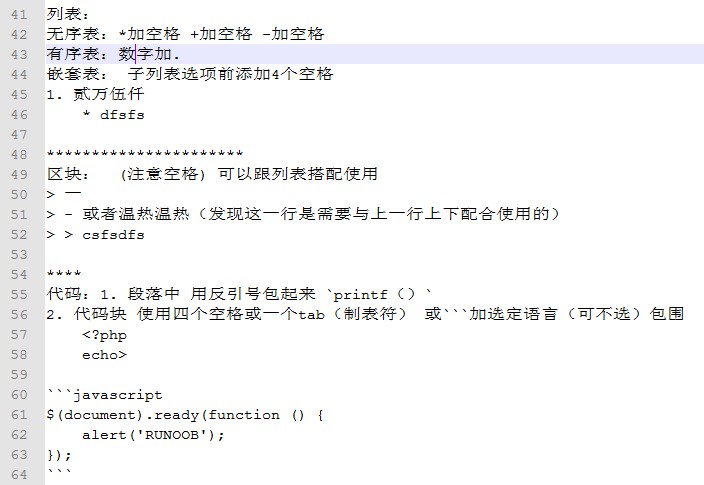 41 列表：
42 无序表：*加空格 +加空格 -加空格
43 有序表：数字加.
44 嵌套表： 子列表选项前添加4个空格
45 1. 贰万伍仟
46     * dfsfs
47
48 **********************
49 区块：  (注意空格) 可以跟列表搭配使用
50 > 一
51 > - 或者温热温热（发现这一行是需要与上一行上下配合使用的）
52 > > csfsdfs
53
54 ****
55 代码：1. 段落中 用反引号包起来 `printf（）`
56 2. 代码块 使用四个空格或一个tab（制表符） 或```加选定语言（可不选）包围
57     <?php
58     echo>
59
60 ```javascript
61 $(document).ready(function () {
62     alert('RUNOOB');
63 });
64 ```